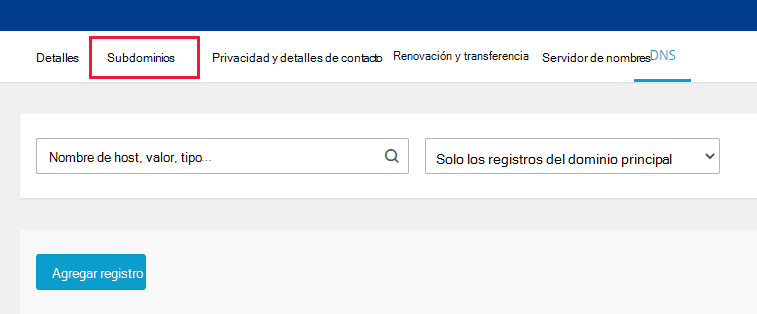 Detalles Subdominios Privacidad y detalles de contacto Renovación y transferencia Servidor de nombres DNS
Nombre de host, valor, tipo... Solo los registros del dominio principal
Agregar registro